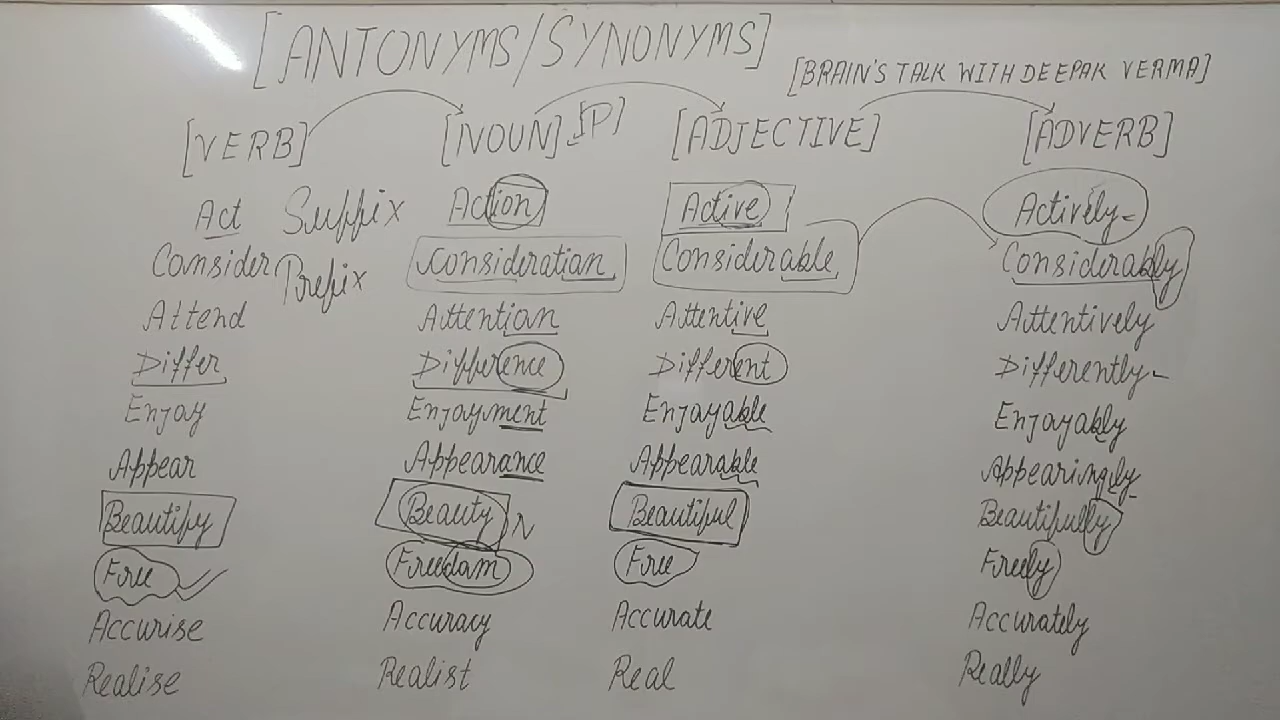 [ANTONYMS/SYNONYMS]
[BRAIN'S TALK WITH DEEPAK VERMA]
[VERB] [NOUN] [P] [ADJECTIVE] [ADVERB]
Act Suffix Action Active Actively
Consider Prefix Consideration Considerable Considerably
Attend Attention Attentive Attentively
Differ Difference Different Differently
Enjoy Enjoyment Enjoyable Enjoyably
Appear Appearance Appearable Appearingly
Beautify Beauty N Beautiful Beautifully
Free Freedom Free Freely
Accurise Accuracy Accurate Accurately
Realise Realist Real Really